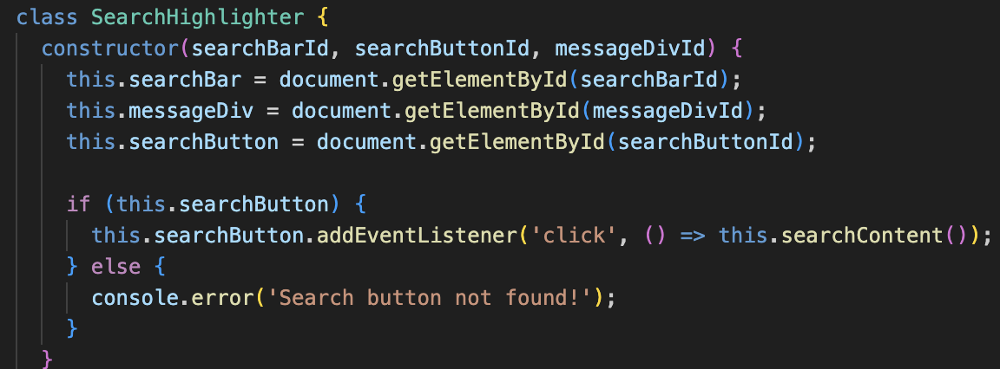 class SearchHighlighter {
  constructor(searchBarId, searchButtonId, messageDivId) {
    this.searchBar = document.getElementById(searchBarId);
    this.messageDiv = document.getElementById(messageDivId);
    this.searchButton = document.getElementById(searchButtonId);

    if (this.searchButton) {
      this.searchButton.addEventListener('click', () => this.searchContent());
    } else {
      console.error('Search button not found!');
    }
  }